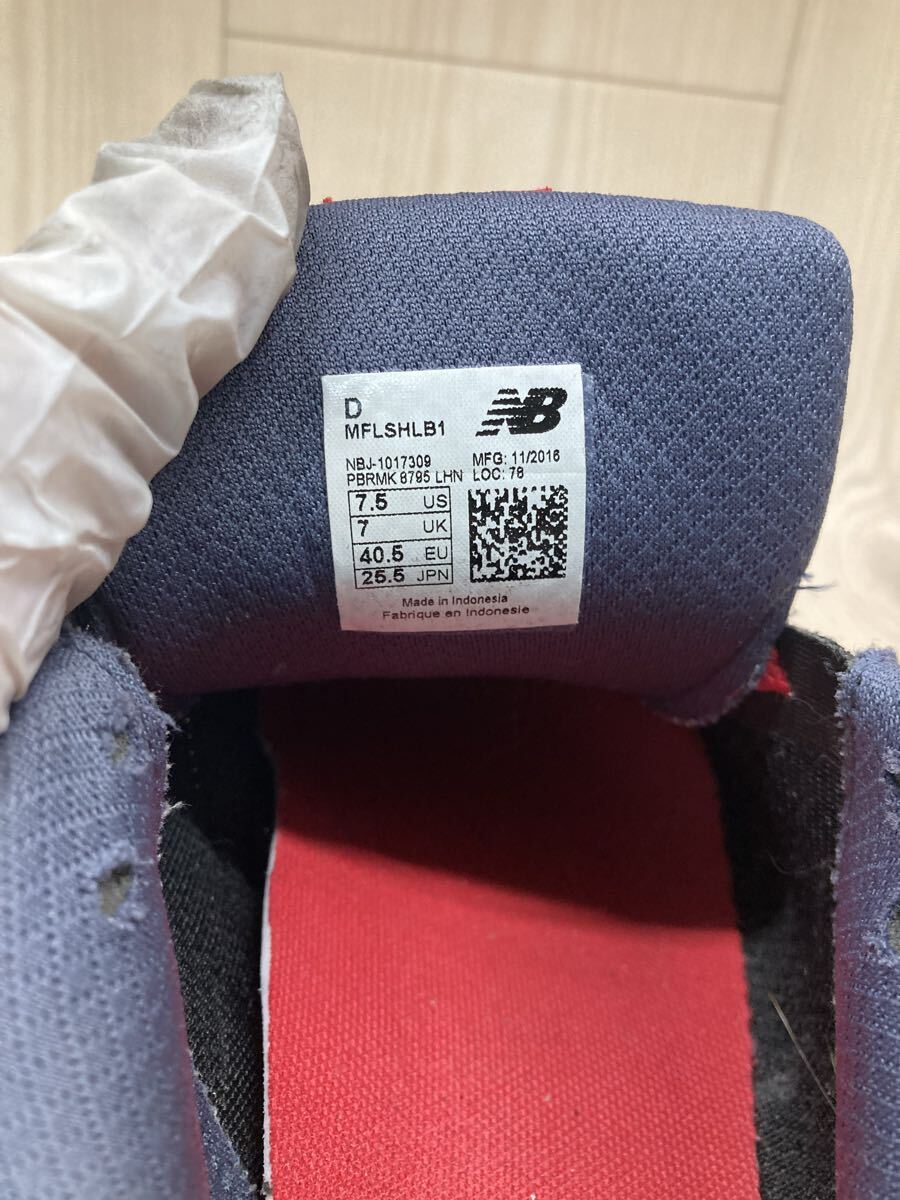 D
MFLSHLB1
NB
NBJ-1017309
MFG: 11/2016
PBRMK 8795 LHN
LOC: 78
7.5 US
7 UK
40.5 EU
25.5 JPN
Made in Indonesia
Fabrique en Indonesie